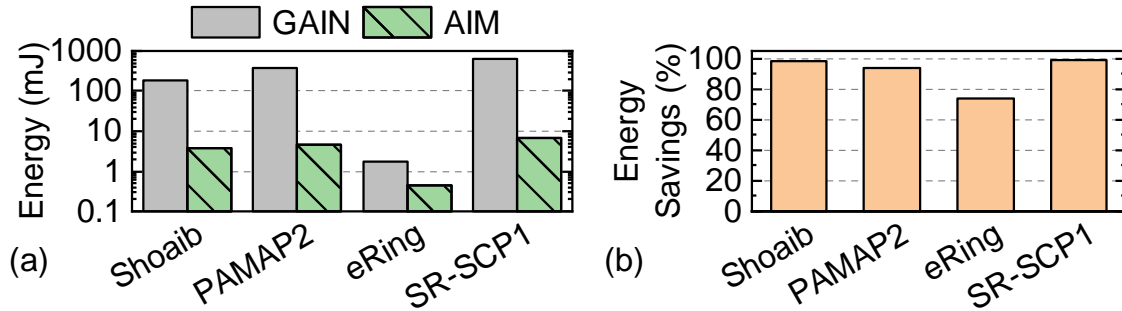 GAIN AIM
Energy (mJ)
1000
100
10
1
0.1
Shoaib
PAMAP2
eRing
SR-SCP1
(a)
Energy
Savings (%)
100
80
60
40
20
0
Shoaib
PAMAP2
eRing
SR-SCP1
(b)